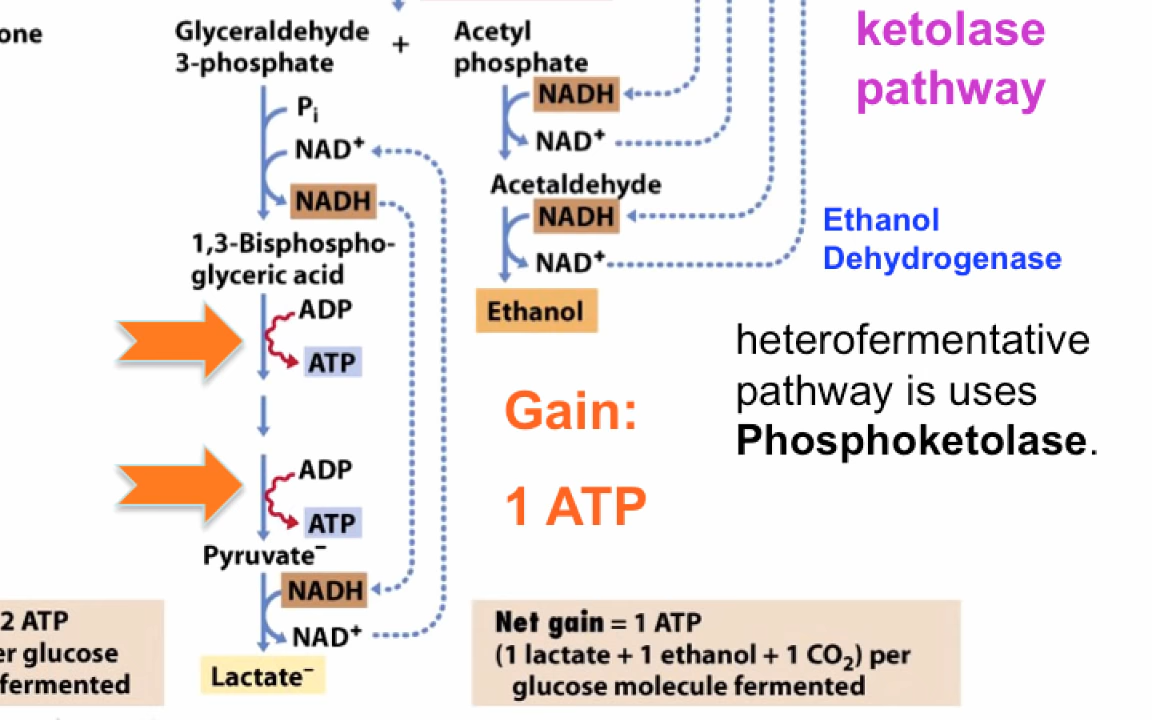 one
Glyceraldehyde
3-phosphate
+
Acetyl
phosphate
Pi
NAD+
NADH
1,3-Bisphospho-
glyceric acid
ADP
ATP
ADP
ATP
Pyruvate–
NADH
NAD+
Lactate–
NADH
NAD+
Acetaldehyde
NADH
NAD+
Ethanol
ketolase
pathway
Ethanol
Dehydrogenase
heterofermentative
pathway is uses
Phosphoketolase.
Gain:
1 ATP
2 ATP
er glucose
fermented
Net gain = 1 ATP
(1 lactate + 1 ethanol + 1 CO2) per
glucose molecule fermented